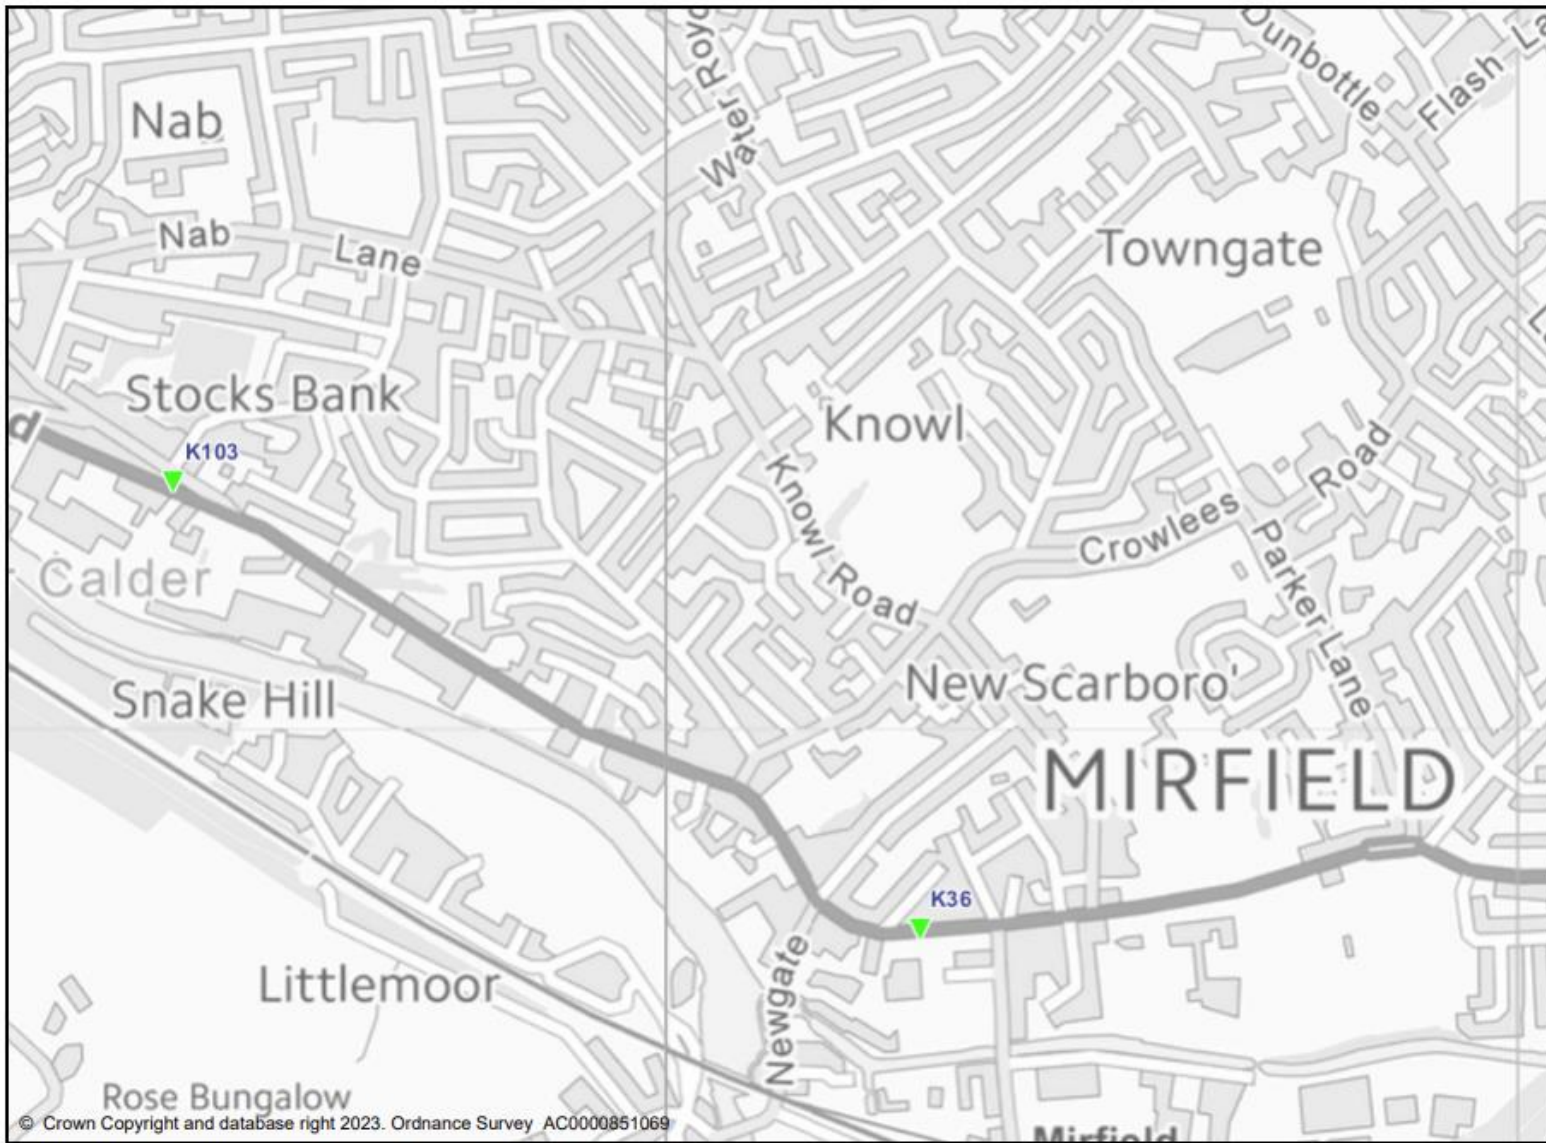 Dunbottle
Flash La
Water Royd
Nab
Nab Lane
Towngate
Stocks Bank
d
K103
Knowl
Knowl Road
Crowlees Road
Parker Lane
r Calder
Snake Hill
New Scarboro'
MIRFIELD
K36
Newgate
Littlemoor
Rose Bungalow
© Crown Copyright and database right 2023. Ordnance Survey AC0000851069
Mirfield